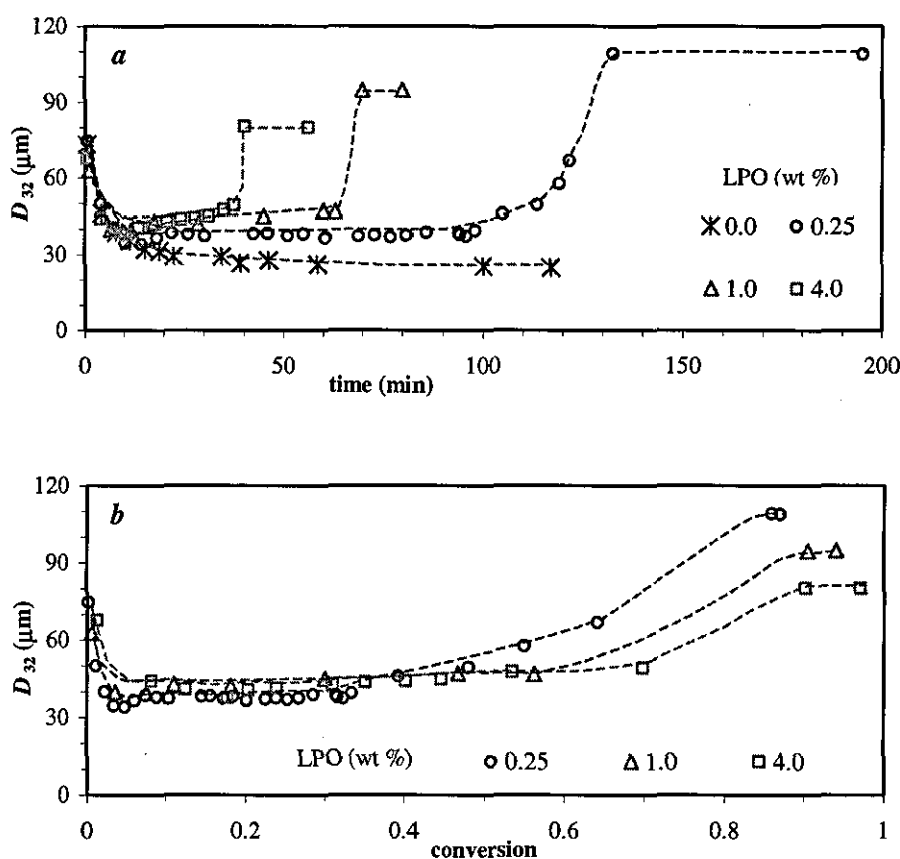 120
a
90
D32 (μm)
60
30
0
LPO (wt %)
0.0 0.25
1.0 4.0
0 50 100 150 200
time (min)
120
b
90
D32 (μm)
60
30
0
LPO (wt %) 0.25 1.0 4.0
0 0.2 0.4 0.6 0.8 1
conversion